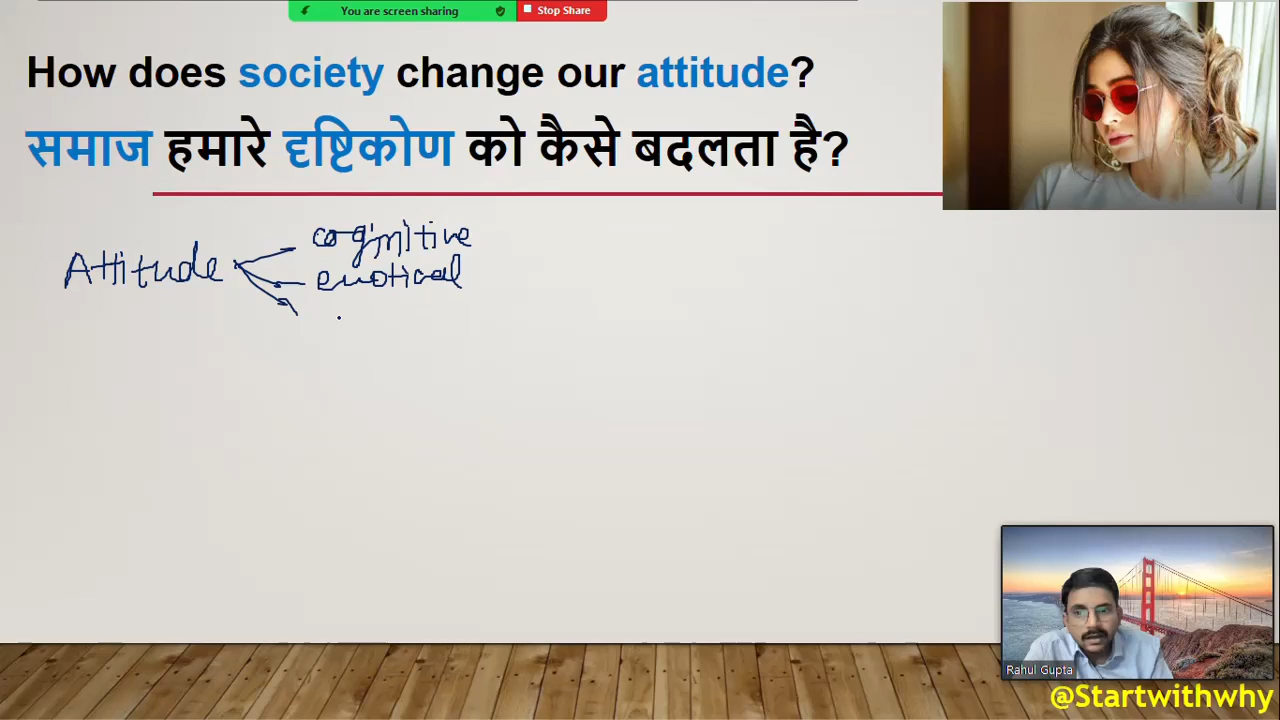 You are screen sharing Stop Share
How does society change our attitude?
समाज हमारे दृष्टिकोण को कैसे बदलता है?
Attitude
cognitive
emotional
Rahul Gupta
@Startwithwhy